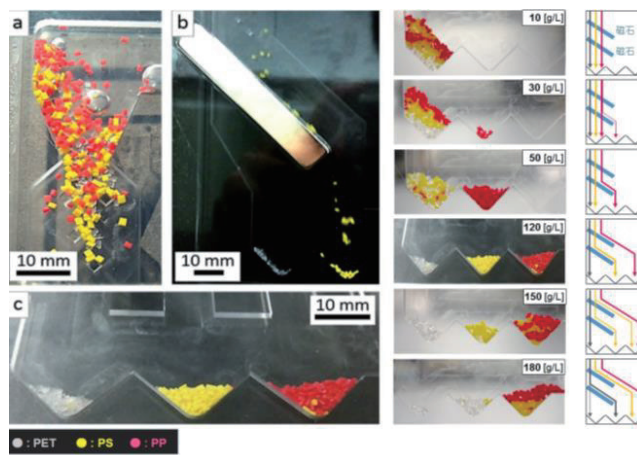 a
10 mm
b
10 mm
c
10 mm
: PET : PS : PP
10 [g/L]
磁石
磁石
30 [g/L]
50 [g/L]
120 [g/L]
150 [g/L]
180 [g/L]